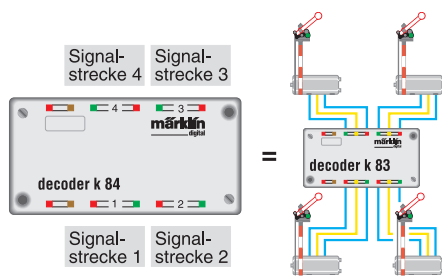 Signal-
strecke 4
Signal-
strecke 3
4
3
märklin
digital
decoder k 84
1
2
Signal-
strecke 1
Signal-
strecke 2
=
märklin
digital
decoder k 83